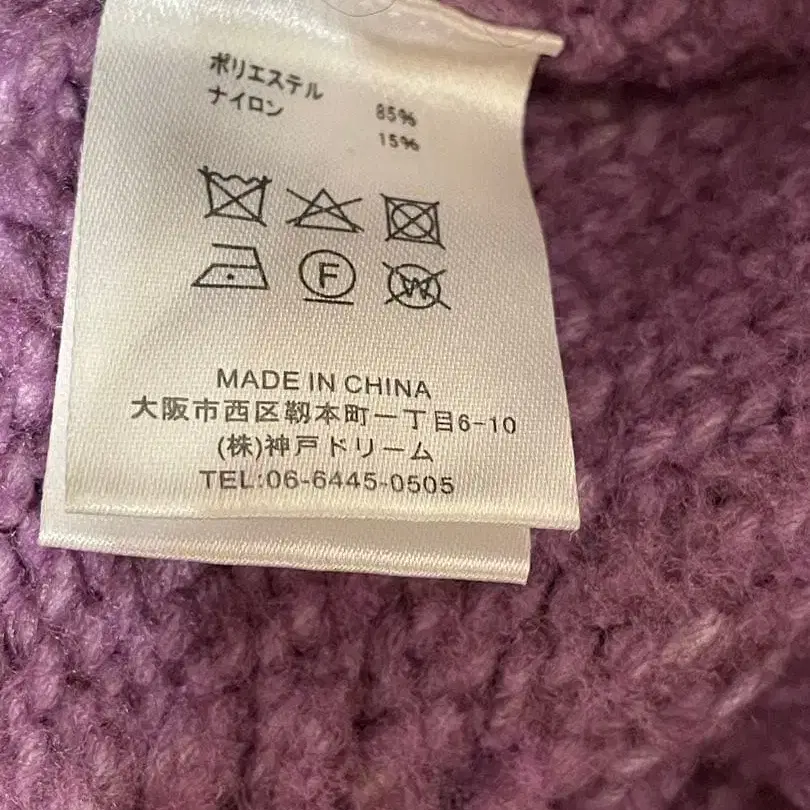 ポリエステル 85%
ナイロン 15%
F W
MADE IN CHINA
大阪市西区靱本町一丁目6-10
(株)神戸ドリーム
TEL:06-6445-0505